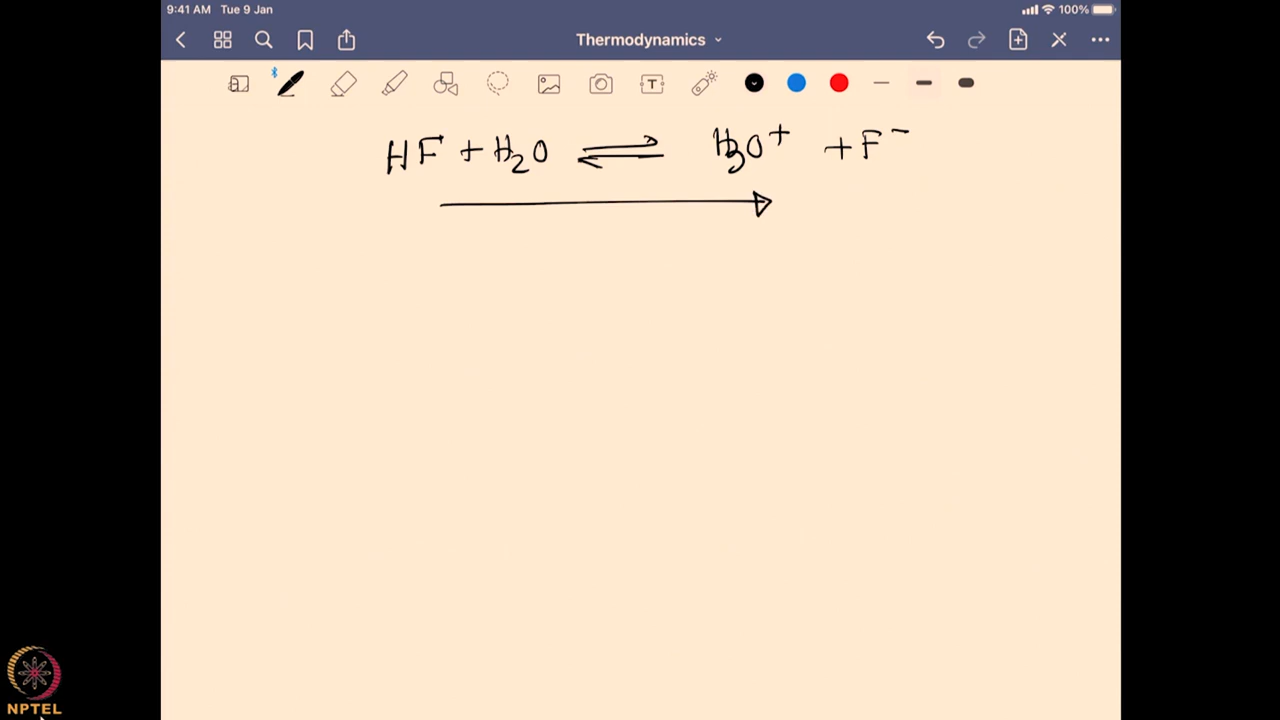 9:41 AM Tue 9 Jan 100%
Thermodynamics
T
HF + H₂O ⇌ H₃O⁺ + F⁻
NPTEL